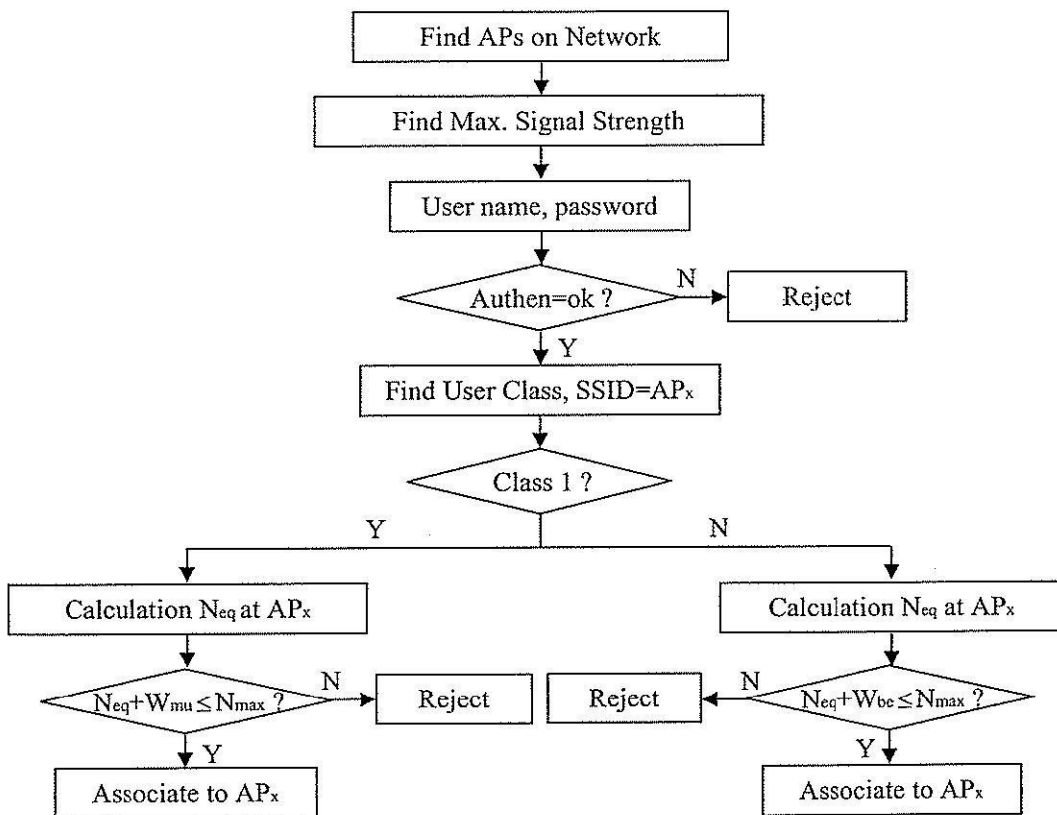 Find APs on Network
Find Max. Signal Strength
User name, password
Authen=ok ?
N
Reject
Y
Find User Class, SSID=APx
Class 1 ?
Y
N
Calculation Neq at APx
Calculation Neq at APx
Neq+Wmu≤Nmax ?
N
Reject
Reject
N
Neq+Wbe≤Nmax ?
Y
Y
Associate to APx
Associate to APx